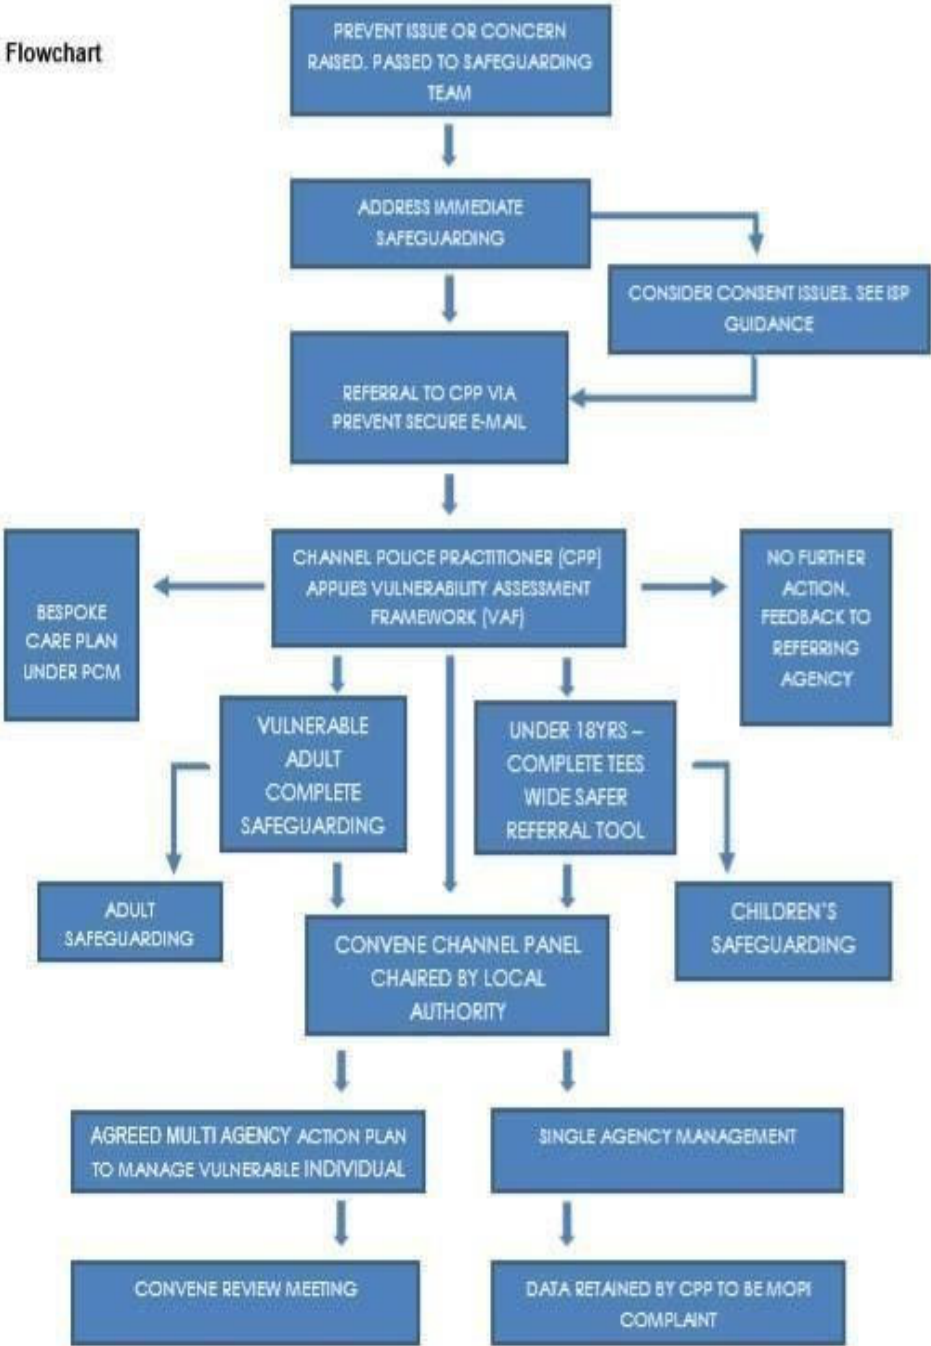 Flowchart
PREVENT ISSUE OR CONCERN
RAISED. PASSED TO SAFEGUARDING
TEAM
ADDRESS IMMEDIATE
SAFEGUARDING
CONSIDER CONSENT ISSUES. SEE ISP
GUIDANCE
REFERRAL TO CPP VIA
PREVENT SECURE E-MAIL
BESPOKE
CARE PLAN
UNDER PCM
CHANNEL POLICE PRACTITIONER (CPP)
APPLIES VULNERABILITY ASSESSMENT
FRAMEWORK (VAF)
NO FURTHER
ACTION.
FEEDBACK TO
REFERRING
AGENCY
VULNERABLE
ADULT
COMPLETE
SAFEGUARDING
UNDER 18YRS –
COMPLETE TEES
WIDE SAFER
REFERRAL TOOL
ADULT
SAFEGUARDING
CONVENE CHANNEL PANEL
CHAIRED BY LOCAL
AUTHORITY
CHILDREN'S
SAFEGUARDING
AGREED MULTI AGENCY ACTION PLAN
TO MANAGE VULNERABLE INDIVIDUAL
SINGLE AGENCY MANAGEMENT
CONVENE REVIEW MEETING
DATA RETAINED BY CPP TO BE MOPI
COMPLAINT